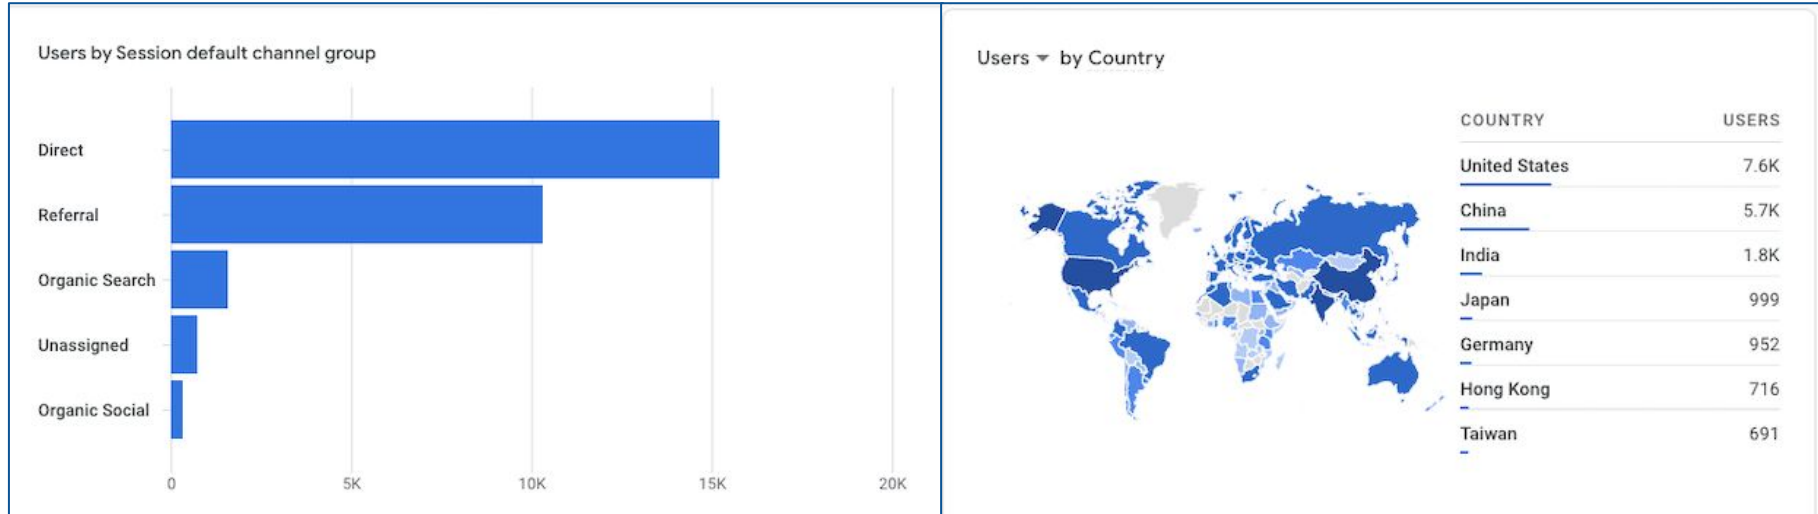 Users by Session default channel group
Direct
Referral
Organic Search
Unassigned
Organic Social
0 5K 10K 15K 20K
Users by Country
COUNTRY USERS
United States 7.6K
China 5.7K
India 1.8K
Japan 999
Germany 952
Hong Kong 716
Taiwan 691